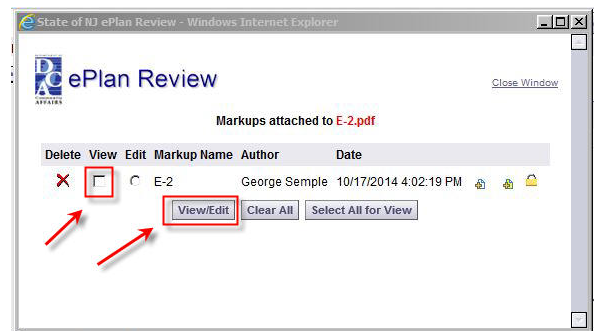 State of NJ ePlan Review - Windows Internet Explorer
DCA
AFFAIRS
ePlan Review
Close Window
Markups attached to E-2.pdf
Delete View Edit Markup Name Author Date
E-2 George Semple 10/17/2014 4:02:19 PM
View/Edit Clear All Select All for View